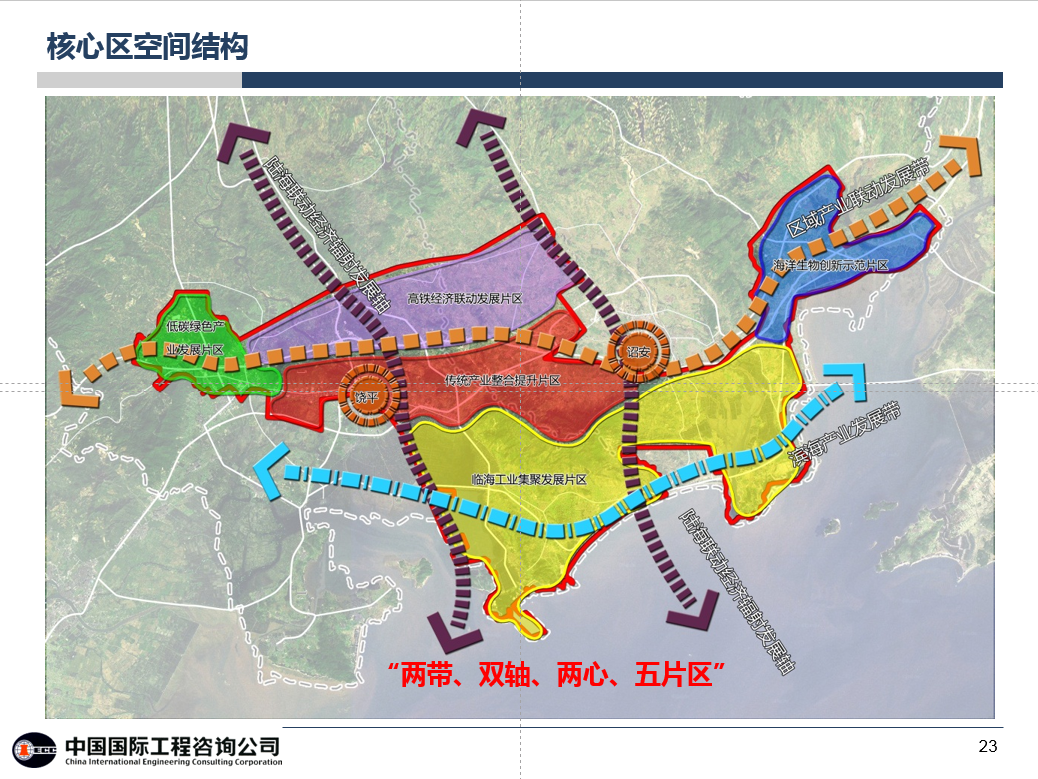 核心区空间结构
陆海联动经济辐射发展轴
区域产业联动发展带
海洋生物创新示范片区
高铁经济联动发展片区
低碳绿色产
业发展片区
诏安
传统产业整合提升片区
饶平
滨海产业发展带
临海工业集聚发展片区
陆海联动经济辐射发展轴
“两带、双轴、两心、五片区”
CIECC
中国国际工程咨询公司
China International Engineering Consulting Corporation
23